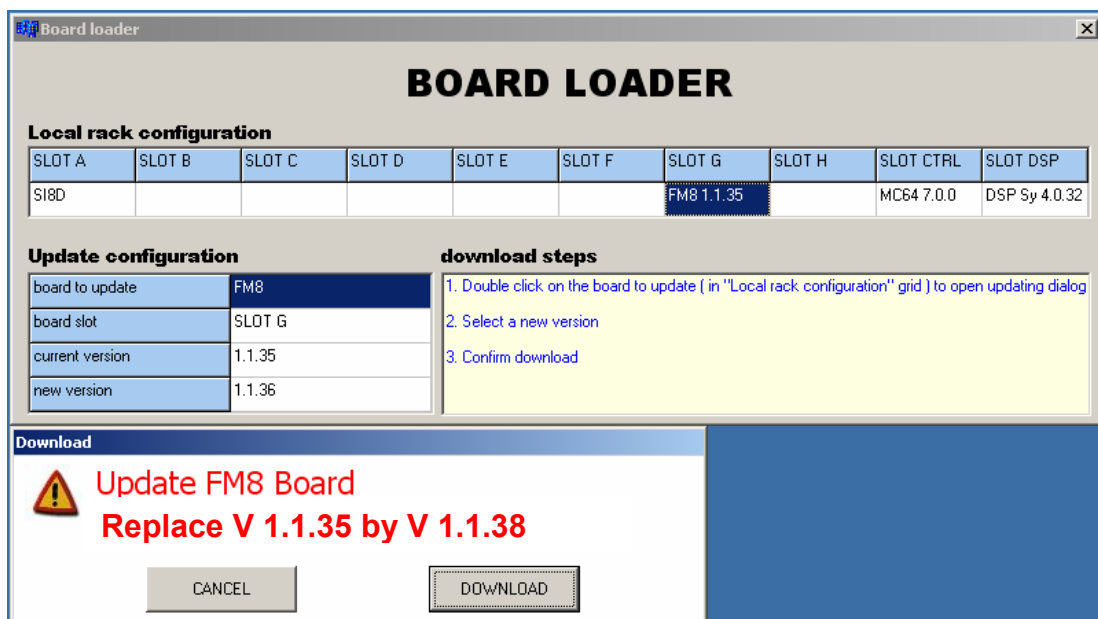 Board loader
BOARD LOADER
Local rack configuration
SLOT A SLOT B SLOT C SLOT D SLOT E SLOT F SLOT G SLOT H SLOT CTRL SLOT DSP
SI8D FM8 1.1.35 MC64 7.0.0 DSP Sy 4.0.32
Update configuration
board to update FM8
board slot SLOT G
current version 1.1.35
new version 1.1.36
download steps
1. Double click on the board to update ( in "Local rack configuration" grid ) to open updating dialog
2. Select a new version
3. Confirm download
Download
Update FM8 Board
Replace V 1.1.35 by V 1.1.38
CANCEL DOWNLOAD